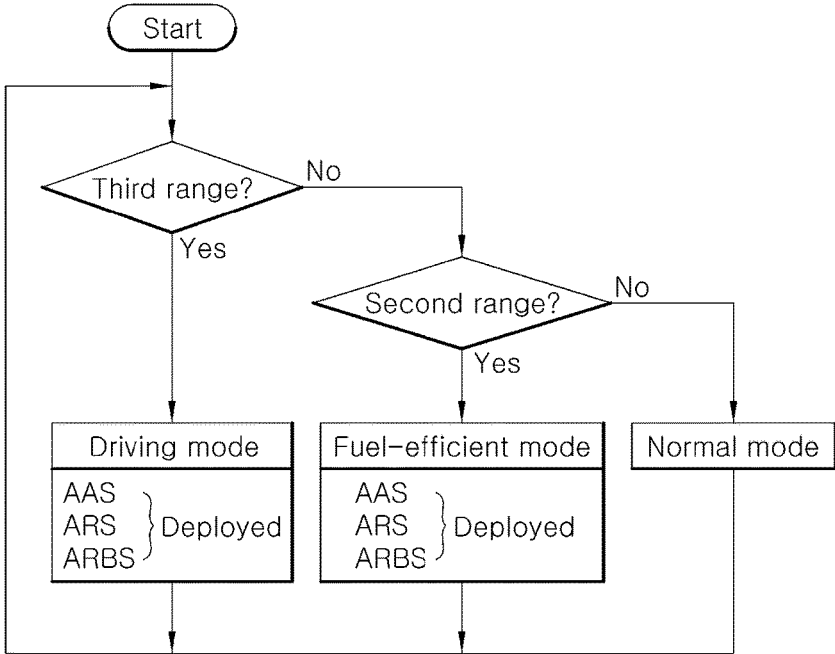 Start
Third range?
No
Yes
Second range?
No
Yes
Driving mode
AAS
ARS
ARBS
Deployed
Fuel-efficient mode
AAS
ARS
ARBS
Deployed
Normal mode